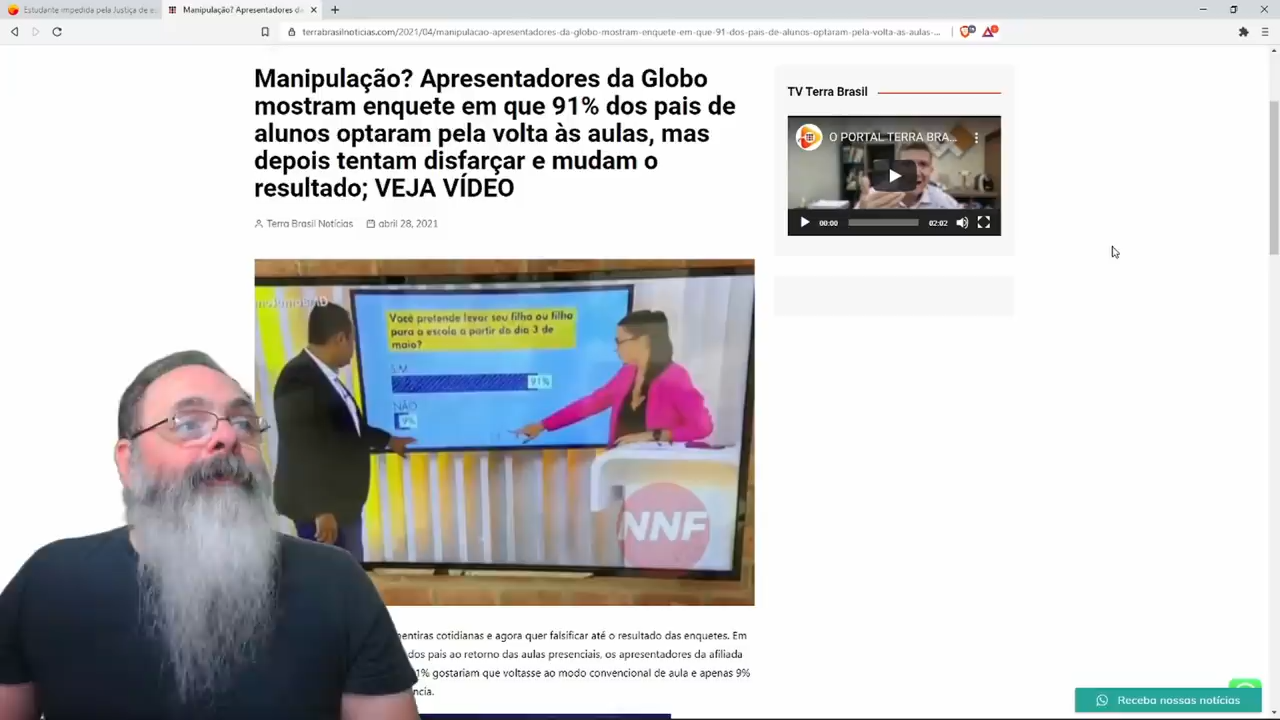 Estudante impedida pela Justiça de e
Manipulação? Apresentadores da
terrabrasilnoticias.com/2021/04/manipulacao-apresentadores-da-globo-mostram-enquete-em-que-91-dos-pais-de-alunos-optaram-pela-volta-as-aulas-...
Manipulação? Apresentadores da Globo
mostram enquete em que 91% dos pais de
alunos optaram pela volta às aulas, mas
depois tentam disfarçar e mudam o
resultado; VEJA VÍDEO
Terra Brasil Notícias abril 28, 2021
TV Terra Brasil
O PORTAL TERRA BRA...
00:00 02:02
Você pretende levar seu filho ou filha
para a escola a partir do dia 3 de
maio?
SIM
91%
NÃO
9%
NNF
mentiras cotidianas e agora quer falsificar até o resultado das enquetes. Em
dos pais ao retorno das aulas presenciais, os apresentadores da afiliada
1% gostariam que voltasse ao modo convencional de aula e apenas 9%
ncia.
Receba nossas notícias